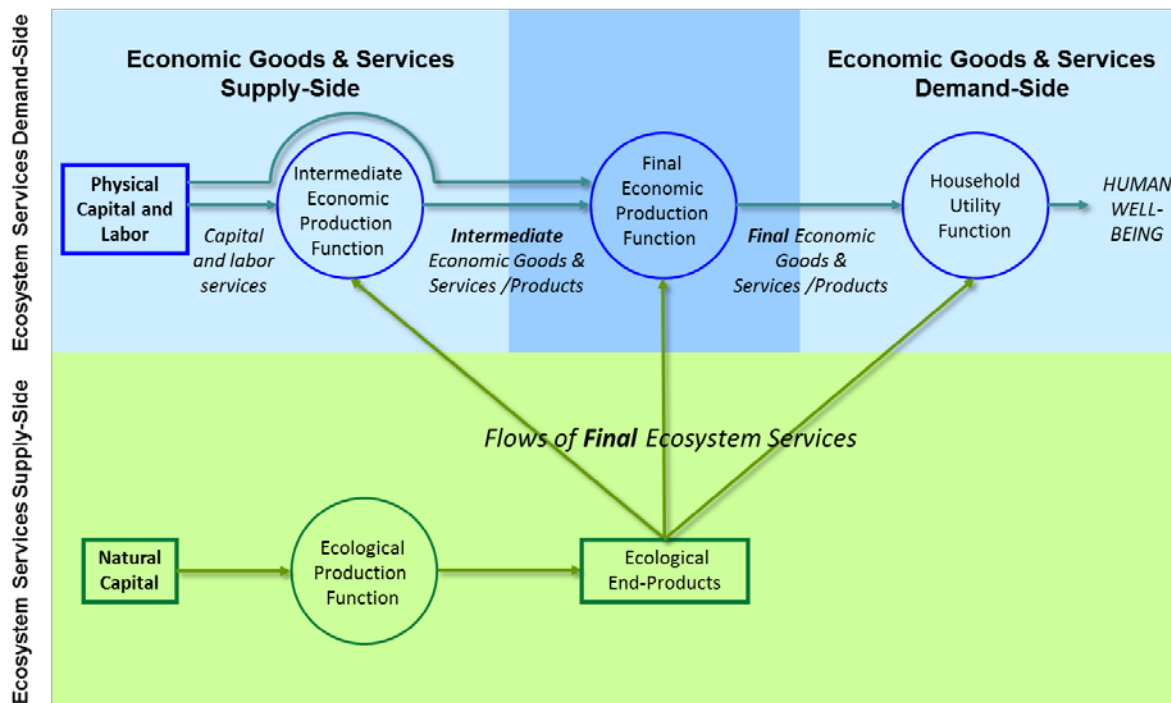 Ecosystem Services Demand-Side
Economic Goods & Services
Supply-Side
Economic Goods & Services
Demand-Side
Physical
Capital and
Labor
Capital
and labor
services
Intermediate
Economic
Production
Function
Intermediate
Economic Goods &
Services /Products
Final
Economic
Production
Function
Final Economic
Goods &
Services /Products
Household
Utility
Function
HUMAN
WELL-
BEING
Ecosystem Services Supply-Side
Flows of Final Ecosystem Services
Natural
Capital
Ecological
Production
Function
Ecological
End-Products